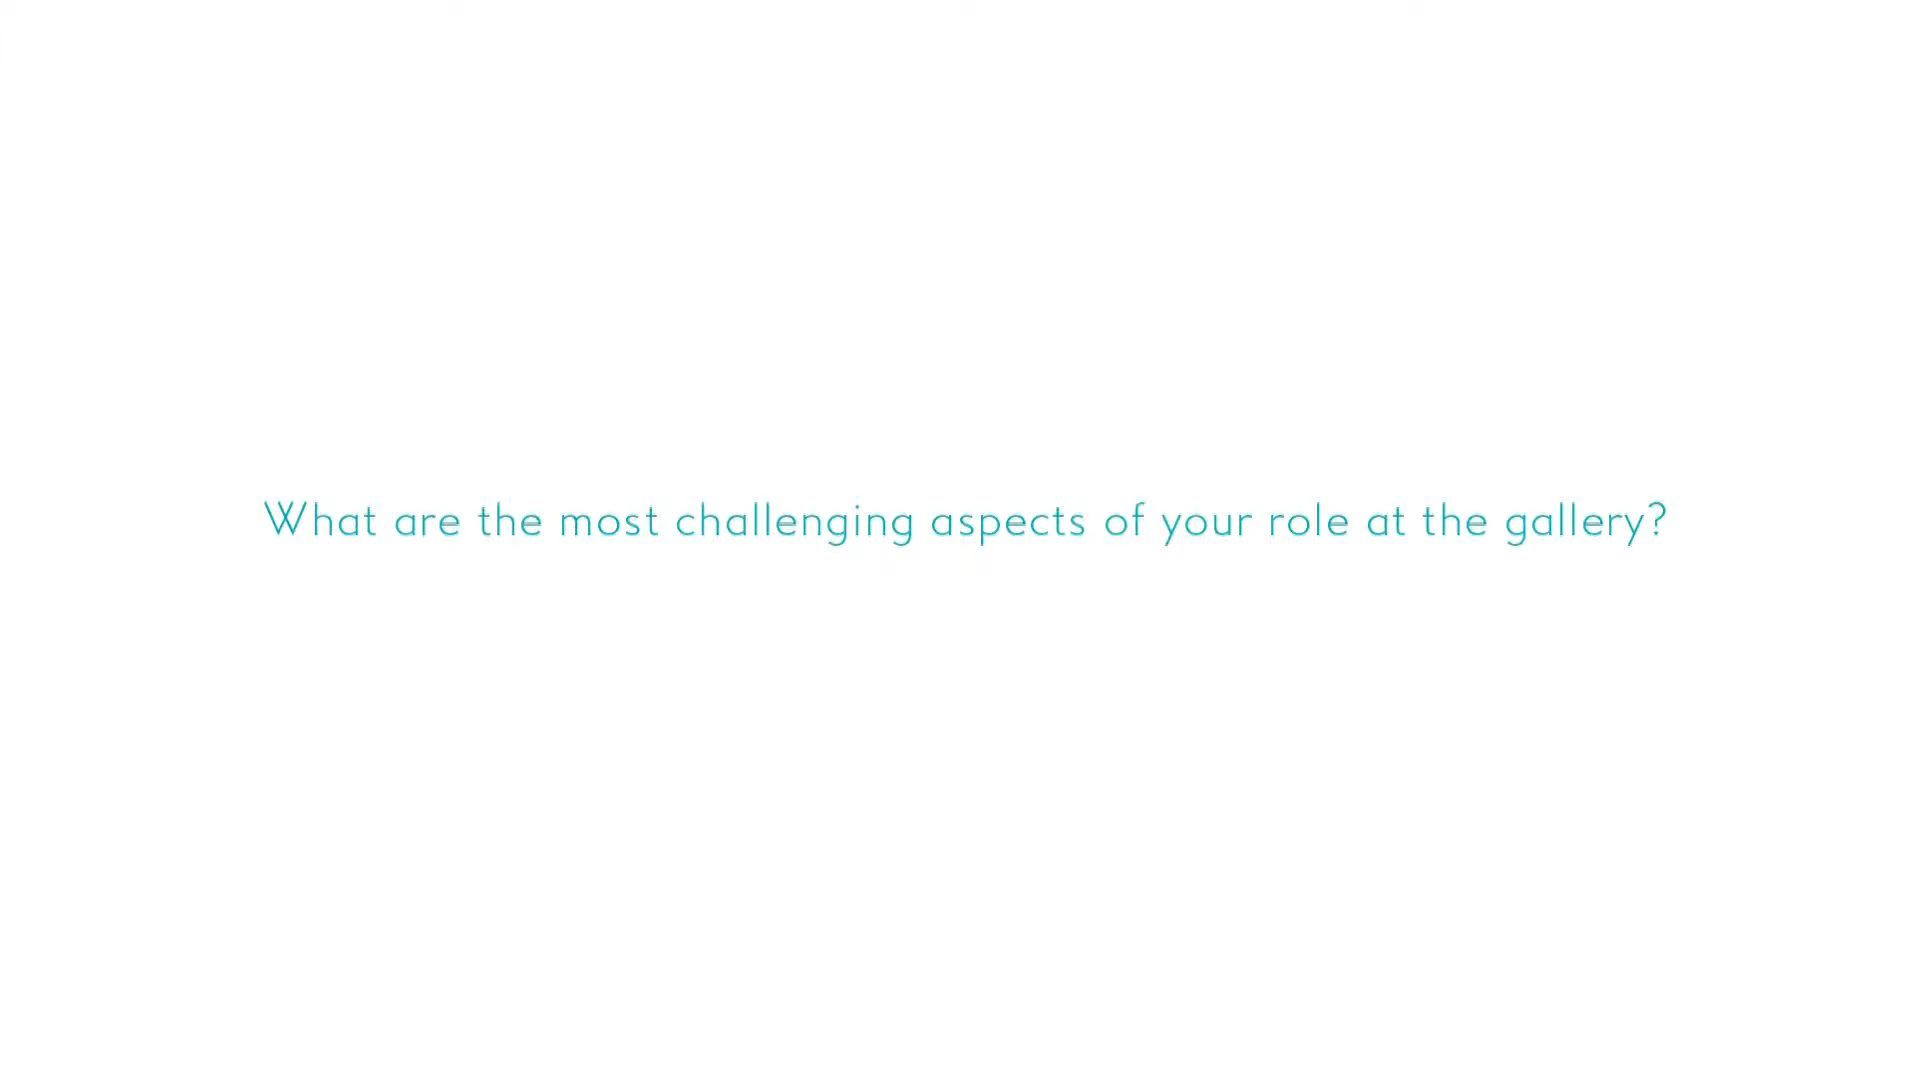 What are the most challenging aspects of your role at the gallery?